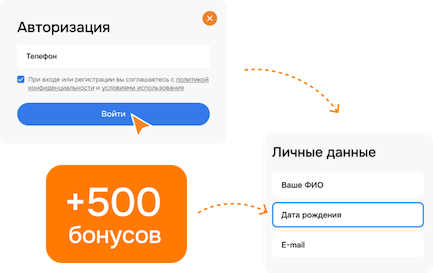 Авторизация
Телефон
При входе или регистрации вы соглашаетесь с политикой
конфиденциальности и условиями использования
Войти
+500
бонусов
Личные данные
Ваше ФИО
Дата рождения
E-mail